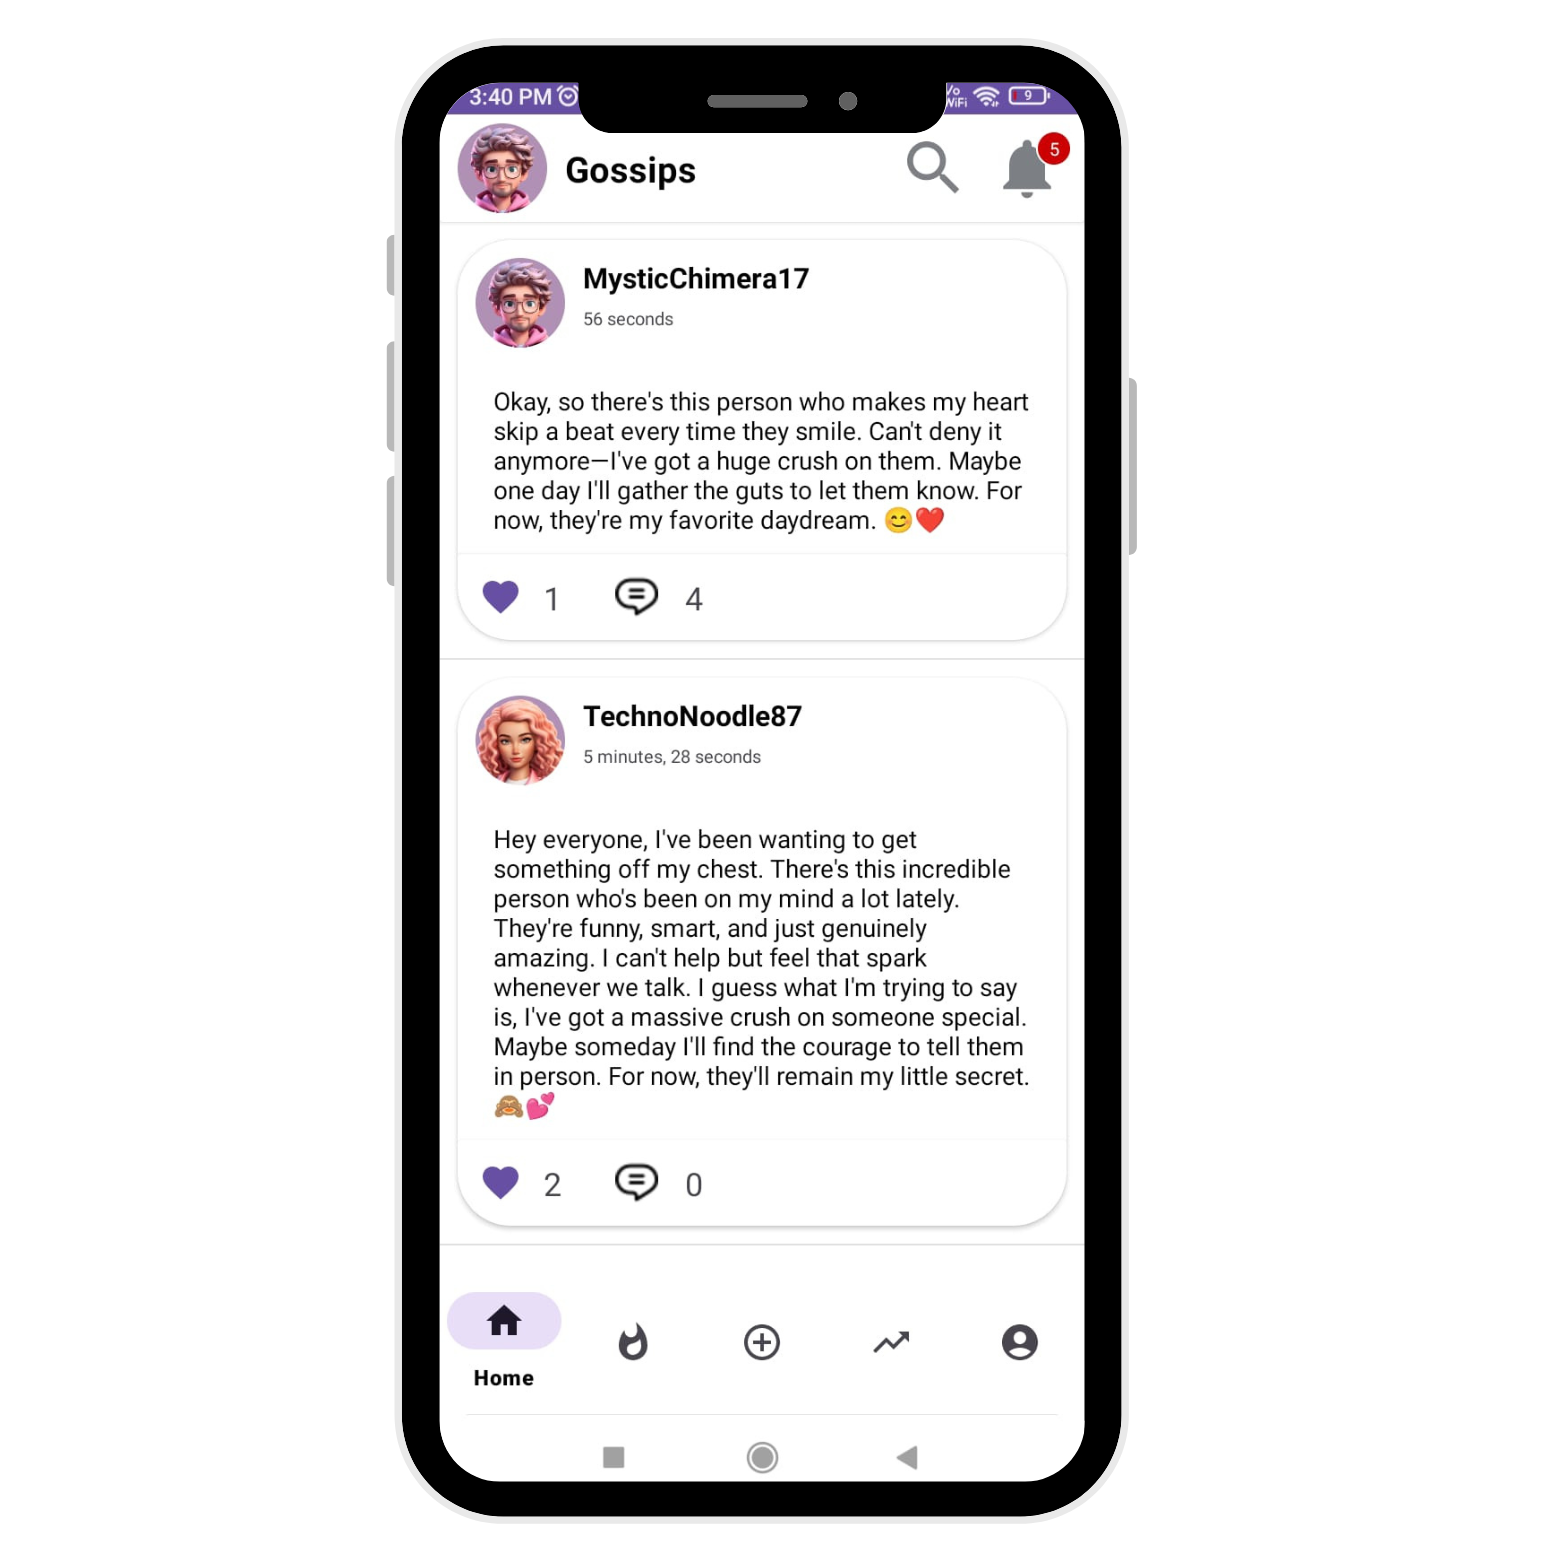 3:40 PM
WiFi
9
Gossips
5
MysticChimera17
56 seconds
Okay, so there's this person who makes my heart
skip a beat every time they smile. Can't deny it
anymore—I've got a huge crush on them. Maybe
one day I'll gather the guts to let them know. For
now, they're my favorite daydream. 😊❤️
1
4
TechnoNoodle87
5 minutes, 28 seconds
Hey everyone, I've been wanting to get
something off my chest. There's this incredible
person who's been on my mind a lot lately.
They're funny, smart, and just genuinely
amazing. I can't help but feel that spark
whenever we talk. I guess what I'm trying to say
is, I've got a massive crush on someone special.
Maybe someday I'll find the courage to tell them
in person. For now, they'll remain my little secret.
🙈💕
2
0
Home